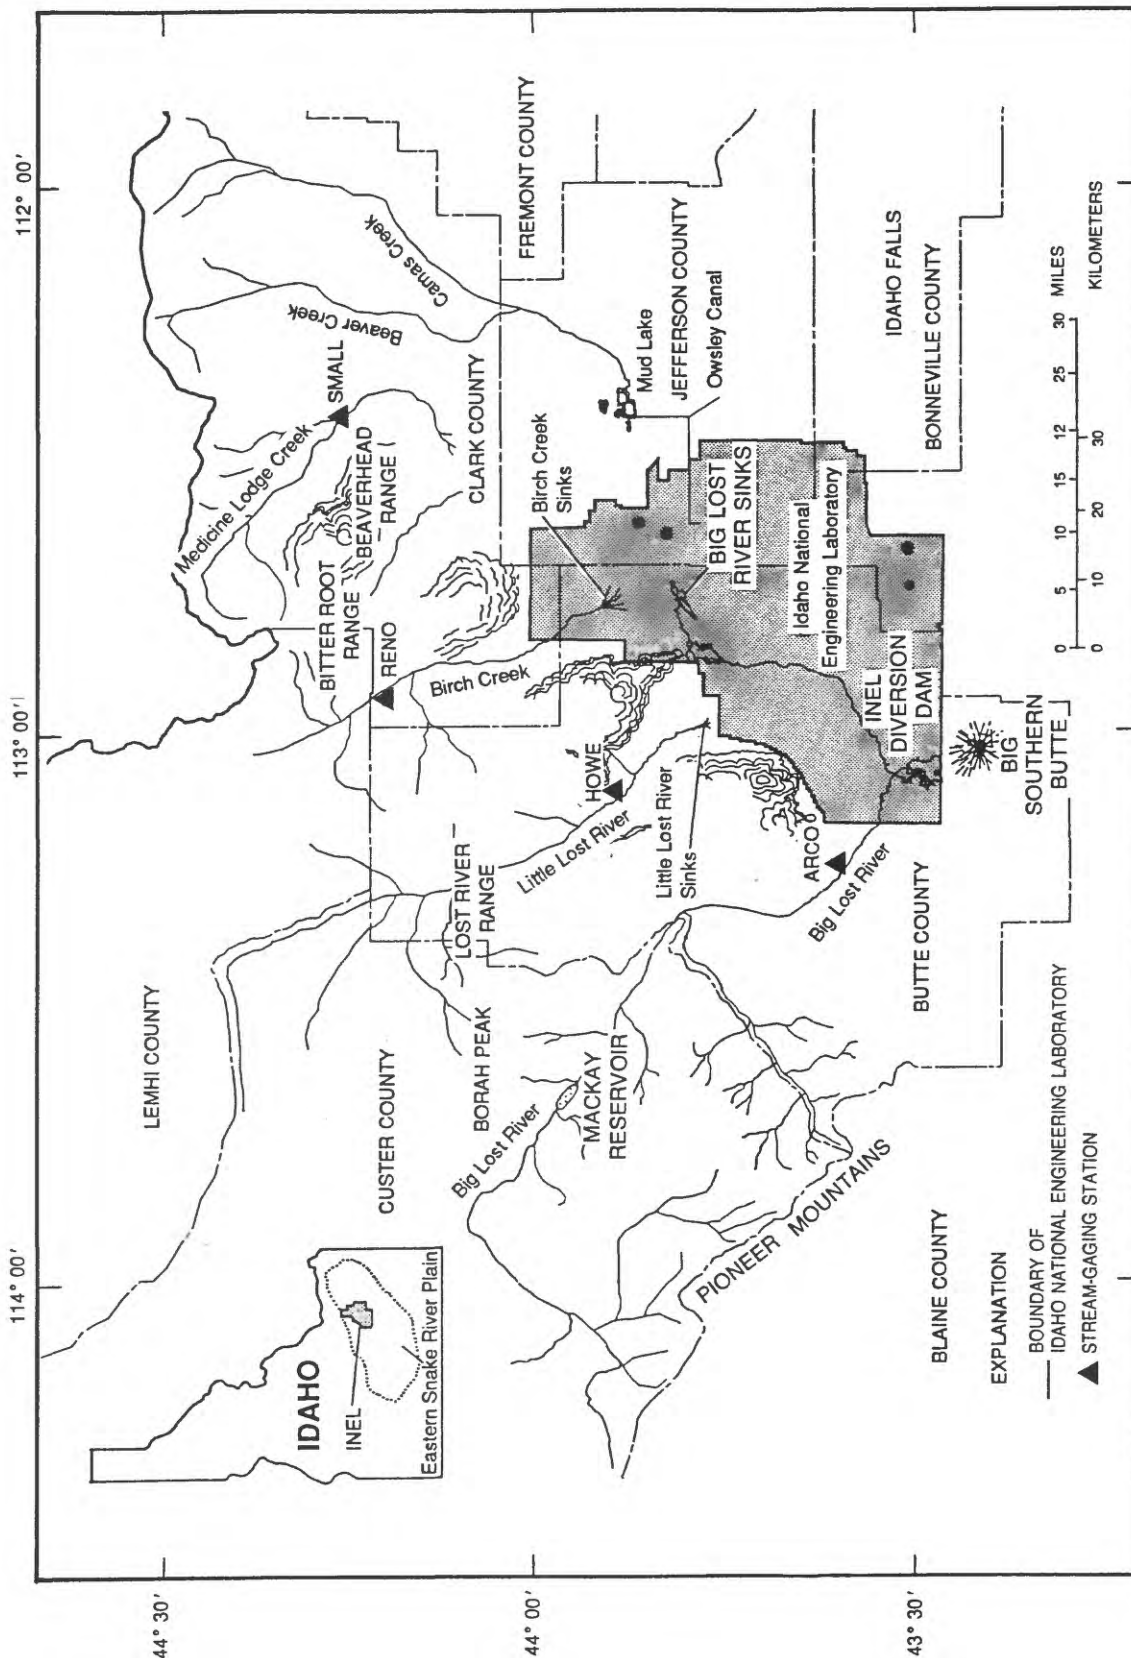 114° 00'
113° 00'
112° 00'
44° 30'
44° 00'
43° 30'
IDAHO
INEL
Eastern Snake River Plain
LEMHI COUNTY
CUSTER COUNTY
BORAH PEAK
Big Lost River
MACKAY
RESERVOIR
PIONEER MOUNTAINS
LOST RIVER
RANGE
Little Lost River
HOWE
Little Lost River
Sinks
ARCO
Big Lost River
BITTER ROOT
RANGE
RENO
Birch Creek
Medicine Lodge Creek
BEAVERHEAD
RANGE
SMALL
Beaver Creek
Camas Creek
CLARK COUNTY
Birch Creek
Sinks
FREMONT COUNTY
Mud Lake
JEFFERSON COUNTY
Owsley Canal
BIG LOST
RIVER SINKS
Idaho National
Engineering Laboratory
INEL
DIVERSION
DAM
BIG
SOUTHERN
BUTTE
BUTTE COUNTY
BLAINE COUNTY
IDAHO FALLS
BONNEVILLE COUNTY
EXPLANATION
BOUNDARY OF
IDAHO NATIONAL ENGINEERING LABORATORY
STREAM-GAGING STATION
0 5 10 15 12 25 30 MILES
0 10 20 30 KILOMETERS